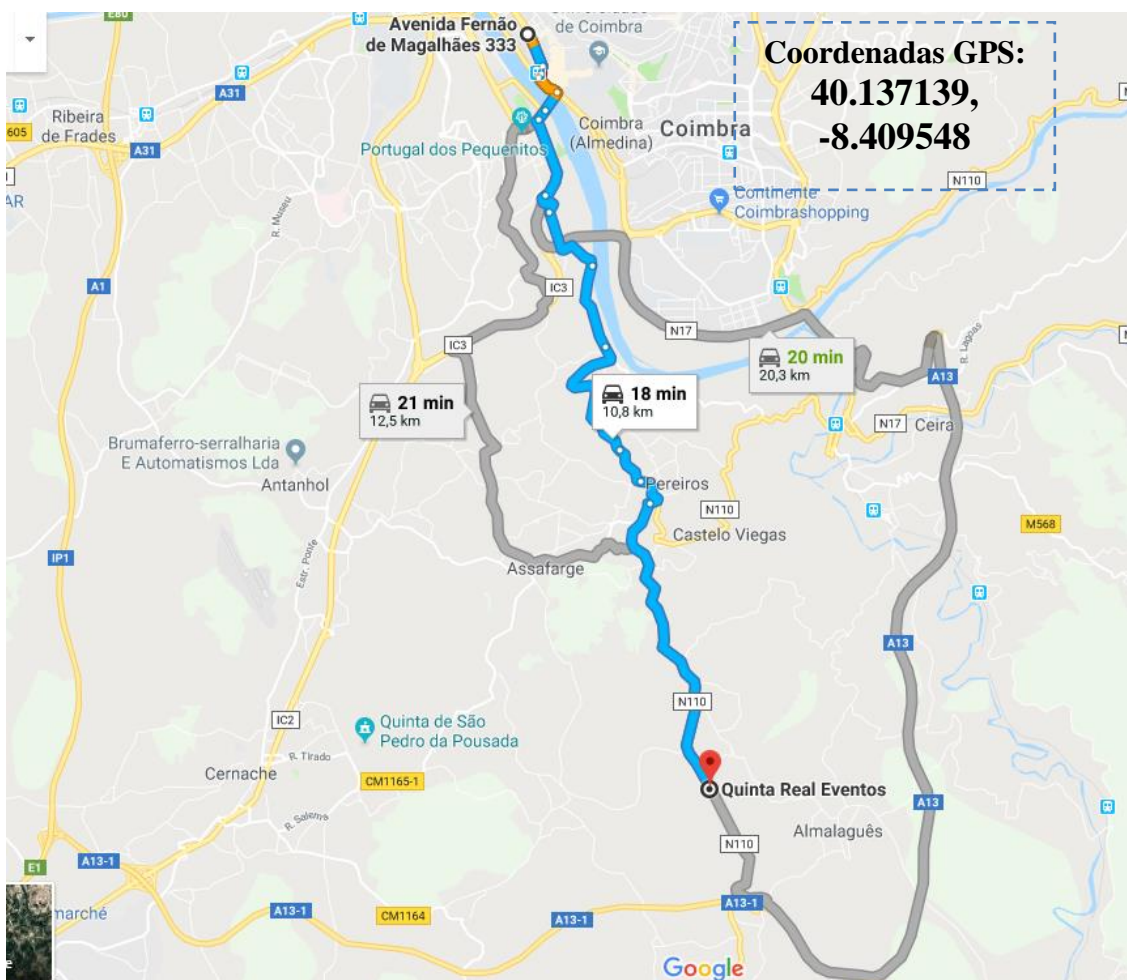 E80
Avenida Fernão
de Magalhães 333
de Coimbra
Coordenadas GPS:
40.137139,
-8.409548
A31
Ribeira
de Frades
605
A31
Portugal dos Pequenitos
Coimbra
(Almedina)
Coimbra
N110
Continente
Coimbrashopping
AR
R. Museu
A1
IC3
IC3
N17
R. Lagoas
20 min
20,3 km
A13
21 min
12,5 km
18 min
10,8 km
N17
Ceira
Brumaferro-serralharia
E Automatismos Lda
Antanhol
Pereiros
N110
Castelo Viegas
M568
IP1
Estr. Ponte
Assafarge
A13
N110
IC2
Quinta de São
Pedro da Pousada
R. Tirado
Cernache
CM1165-1
Quinta Real Eventos
A13
R. Salema
Almalaguês
N110
E1
A13-1
marché
A13-1
CM1164
A13-1
A13-1
Google